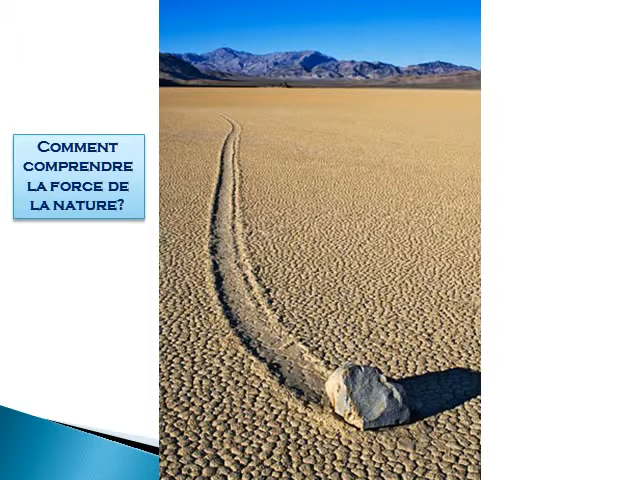 Comment
comprendre
la force de
la nature?